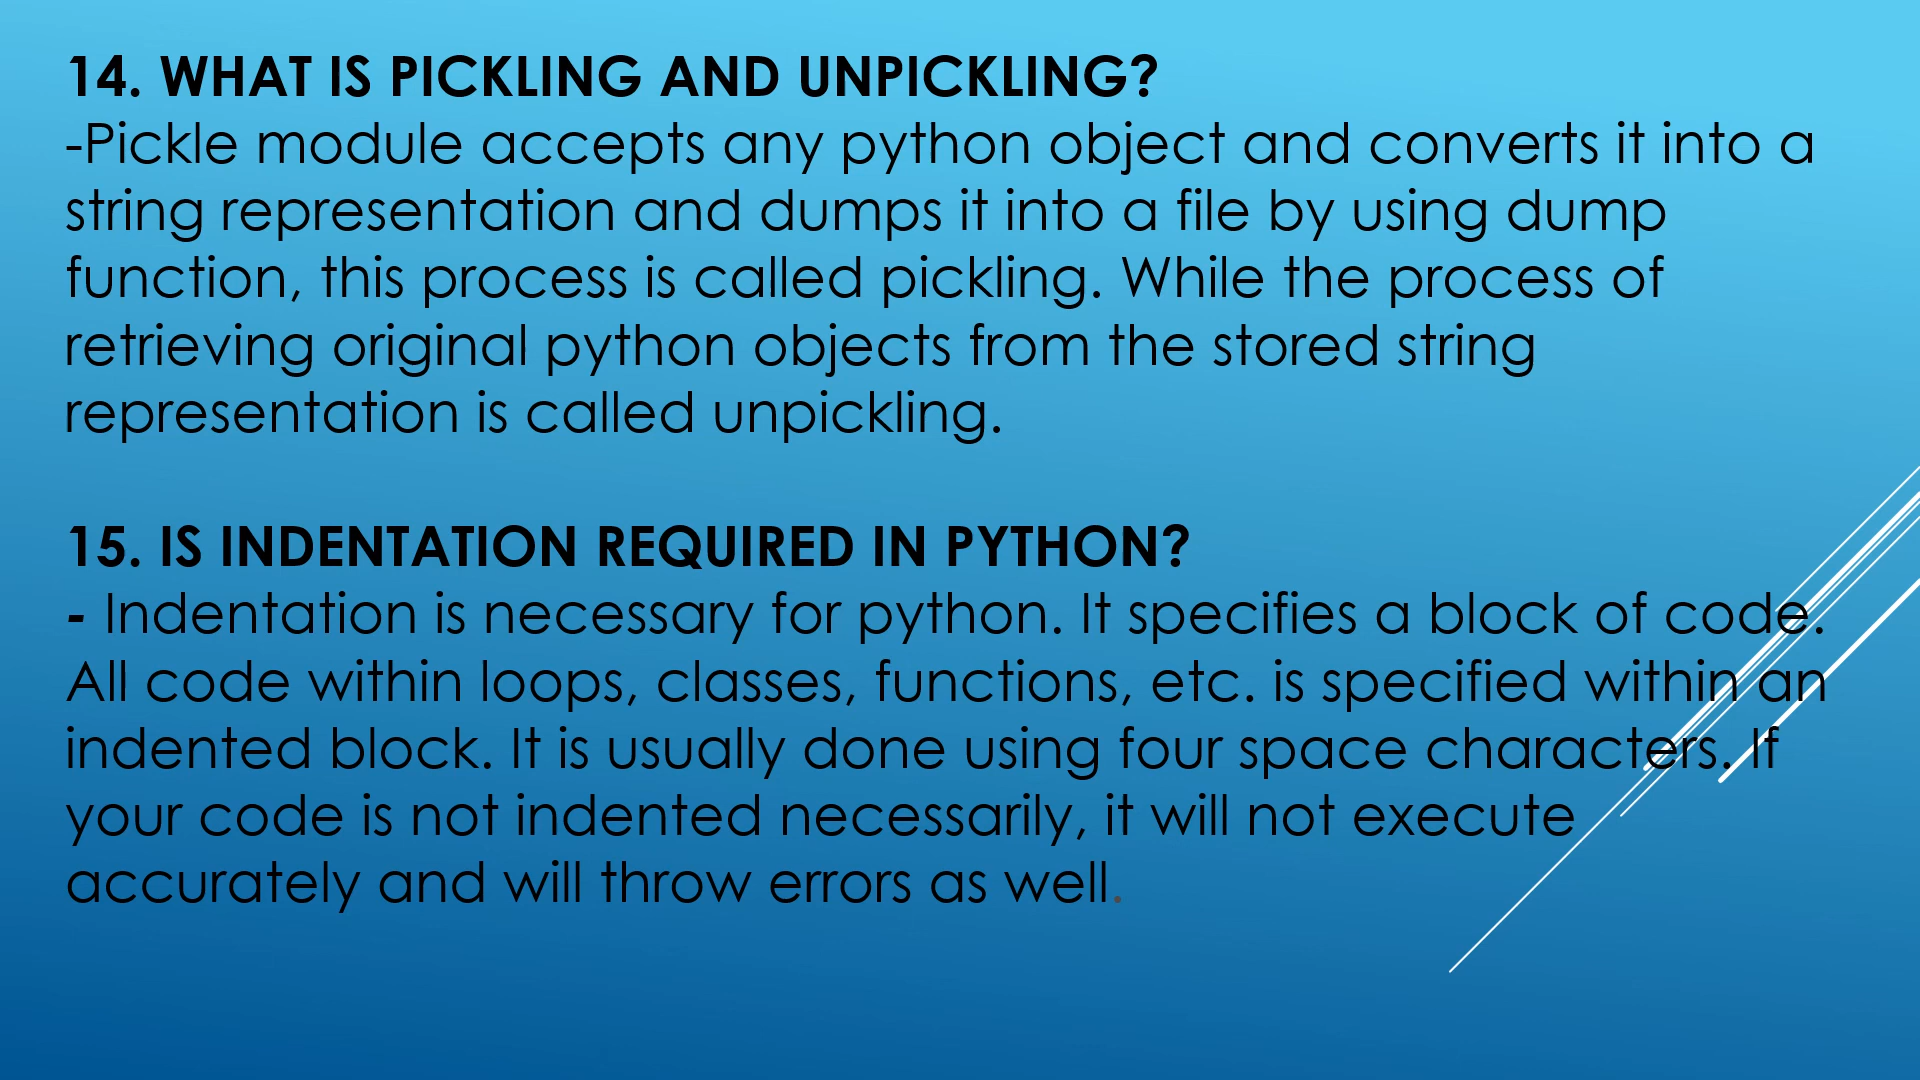 14. WHAT IS PICKLING AND UNPICKLING?
-Pickle module accepts any python object and converts it into a
string representation and dumps it into a file by using dump
function, this process is called pickling. While the process of
retrieving original python objects from the stored string
representation is called unpickling.
15. IS INDENTATION REQUIRED IN PYTHON?
- Indentation is necessary for python. It specifies a block of code.
All code within loops, classes, functions, etc. is specified within an
indented block. It is usually done using four space characters. If
your code is not indented necessarily, it will not execute
accurately and will throw errors as well.